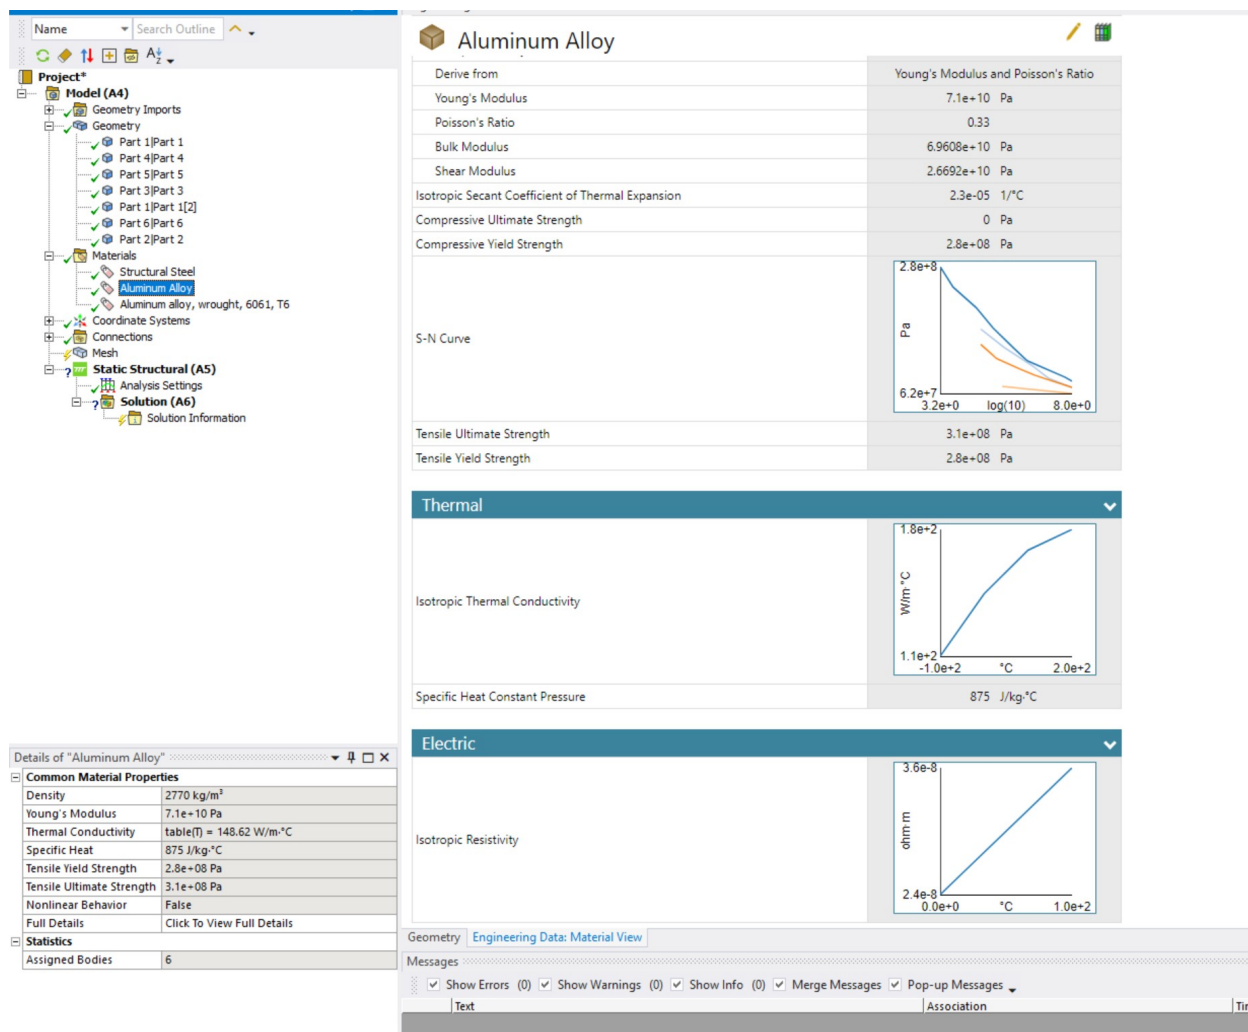 Name Search Outline
Project*
Model (A4)
Geometry Imports
Geometry
Part 1|Part 1
Part 4|Part 4
Part 5|Part 5
Part 3|Part 3
Part 1|Part 1[2]
Part 6|Part 6
Part 2|Part 2
Materials
Structural Steel
Aluminum Alloy
Aluminum alloy, wrought, 6061, T6
Coordinate Systems
Connections
Mesh
Static Structural (A5)
Analysis Settings
Solution (A6)
Solution Information
Details of "Aluminum Alloy"
Common Material Properties
Density 2770 kg/m³
Young's Modulus 7.1e+10 Pa
Thermal Conductivity table(T) = 148.62 W/m·°C
Specific Heat 875 J/kg·°C
Tensile Yield Strength 2.8e+08 Pa
Tensile Ultimate Strength 3.1e+08 Pa
Nonlinear Behavior False
Full Details Click To View Full Details
Statistics
Assigned Bodies 6
Aluminum Alloy
Derive from Young's Modulus and Poisson's Ratio
Young's Modulus 7.1e+10 Pa
Poisson's Ratio 0.33
Bulk Modulus 6.9608e+10 Pa
Shear Modulus 2.6692e+10 Pa
Isotropic Secant Coefficient of Thermal Expansion 2.3e-05 1/°C
Compressive Ultimate Strength 0 Pa
Compressive Yield Strength 2.8e+08 Pa
2.8e+8
Pa
S-N Curve
6.2e+7
3.2e+0 log(10) 8.0e+0
Tensile Ultimate Strength 3.1e+08 Pa
Tensile Yield Strength 2.8e+08 Pa
Thermal
1.8e+2
W/m·°C
Isotropic Thermal Conductivity
1.1e+2
-1.0e+2 °C 2.0e+2
Specific Heat Constant Pressure 875 J/kg·°C
Electric
3.6e-8
ohm·m
Isotropic Resistivity
2.4e-8
0.0e+0 °C 1.0e+2
Geometry Engineering Data: Material View
Messages
Show Errors (0) Show Warnings (0) Show Info (0) Merge Messages Pop-up Messages
Text Association